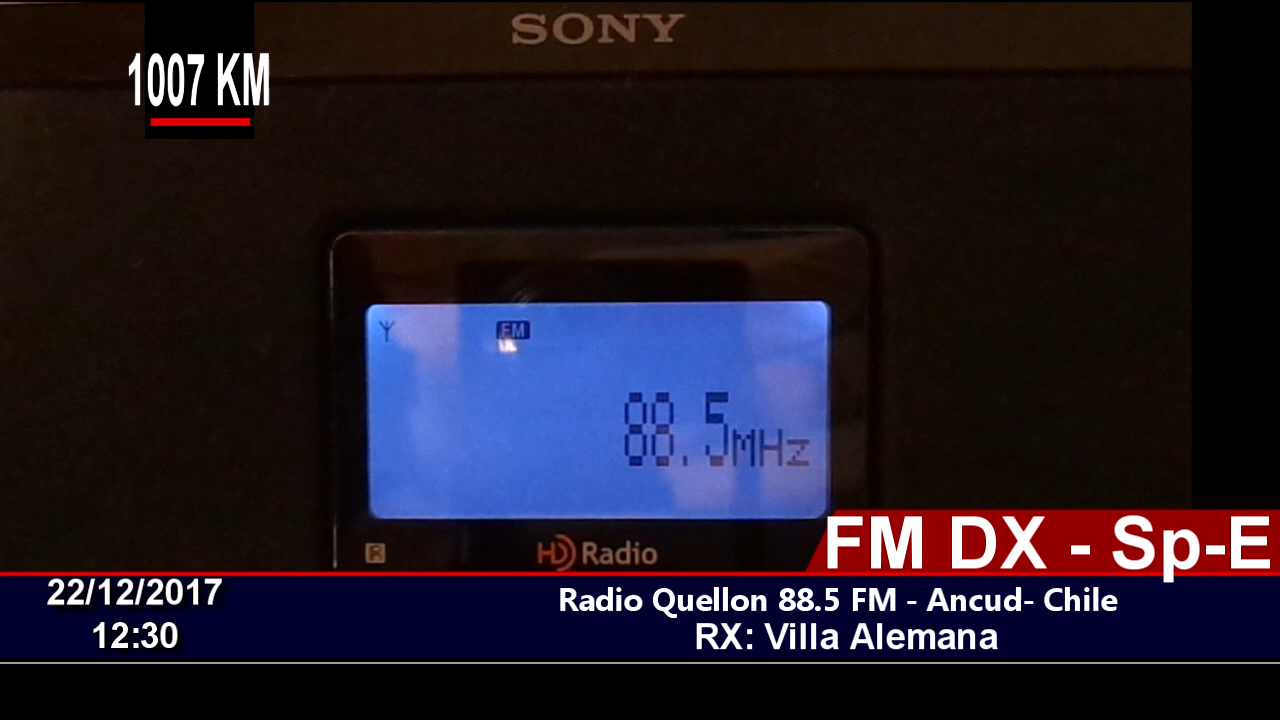 SONY
1007 KM
FM
88.5MHz
HD Radio
FM DX - Sp-E
22/12/2017
12:30
Radio Quellon 88.5 FM - Ancud- Chile
RX: Villa Alemana